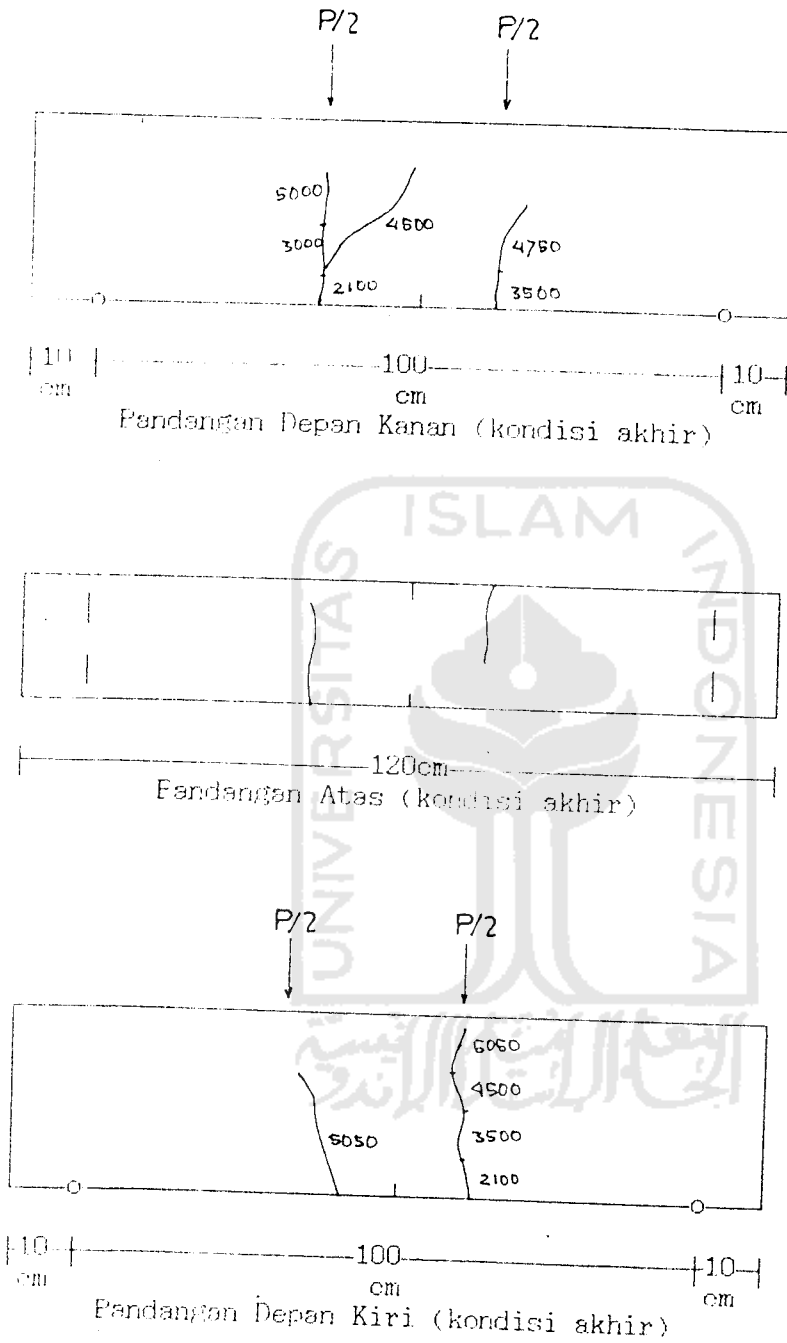 P/2 P/2
5000
4500
3000
4750
2100
3500
10 cm 100 cm 10 cm
Pandangan Depan Kanan (kondisi akhir)
ISLAM
UNIVERSITAS
INDONESIA
120cm
Pandangan Atas (kondisi akhir)
P/2 P/2
5050
4500
5050
3500
2100
10 cm 100 cm 10 cm
Pandangan Depan Kiri (kondisi akhir)